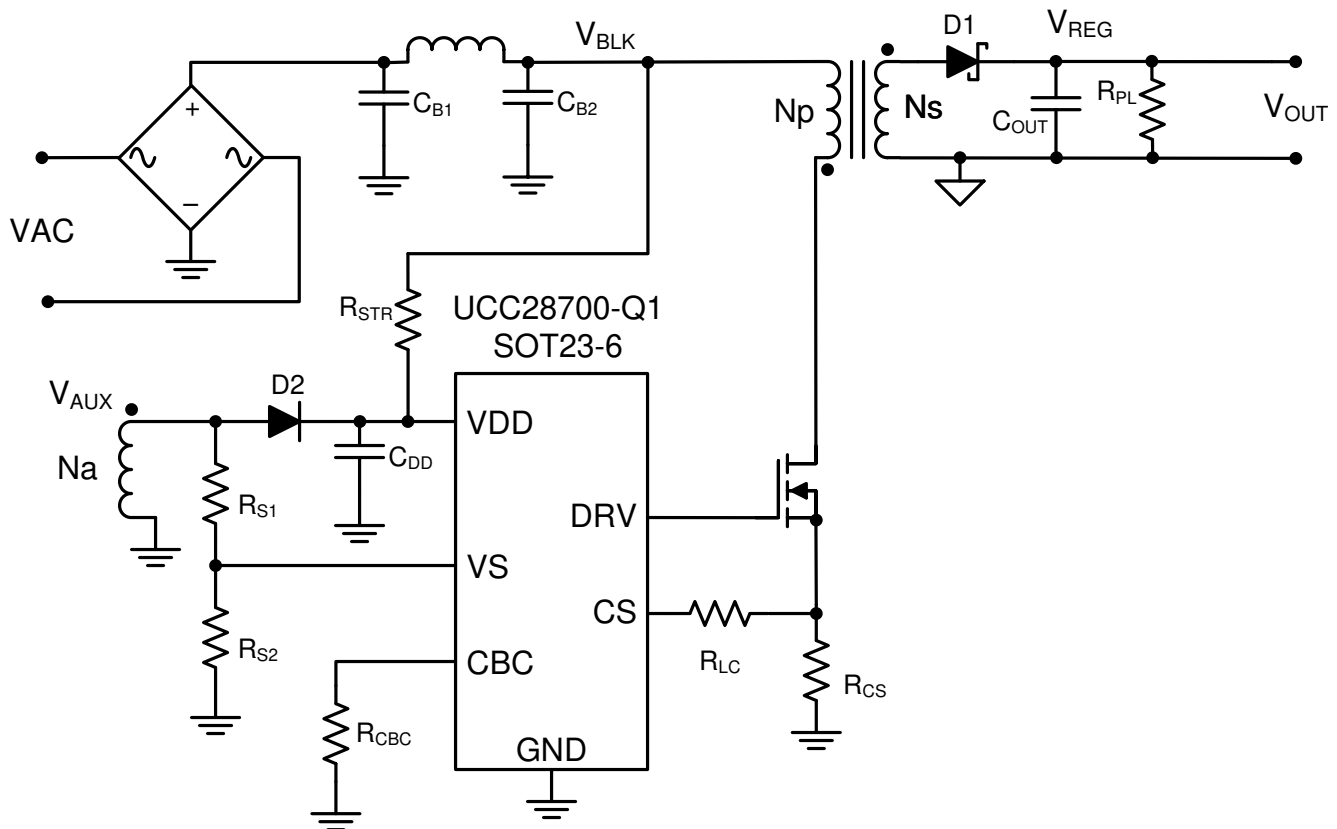 D1
V_REG
V_BLK
+
C_B1
C_B2
Np
Ns
C_OUT
R_PL
V_OUT
−
VAC
R_STR
UCC28700-Q1
SOT23-6
V_AUX
D2
VDD
C_DD
Na
R_S1
DRV
VS
CS
R_S2
CBC
R_LC
R_CS
R_CBC
GND